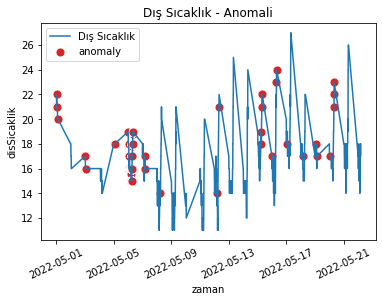 Dış Sıcaklık - Anomali
Dış Sıcaklık
anomaly
disSicaklik
26
24
22
20
18
16
14
12
2022-05-01
2022-05-05
2022-05-09
2022-05-13
2022-05-17
2022-05-21
zaman